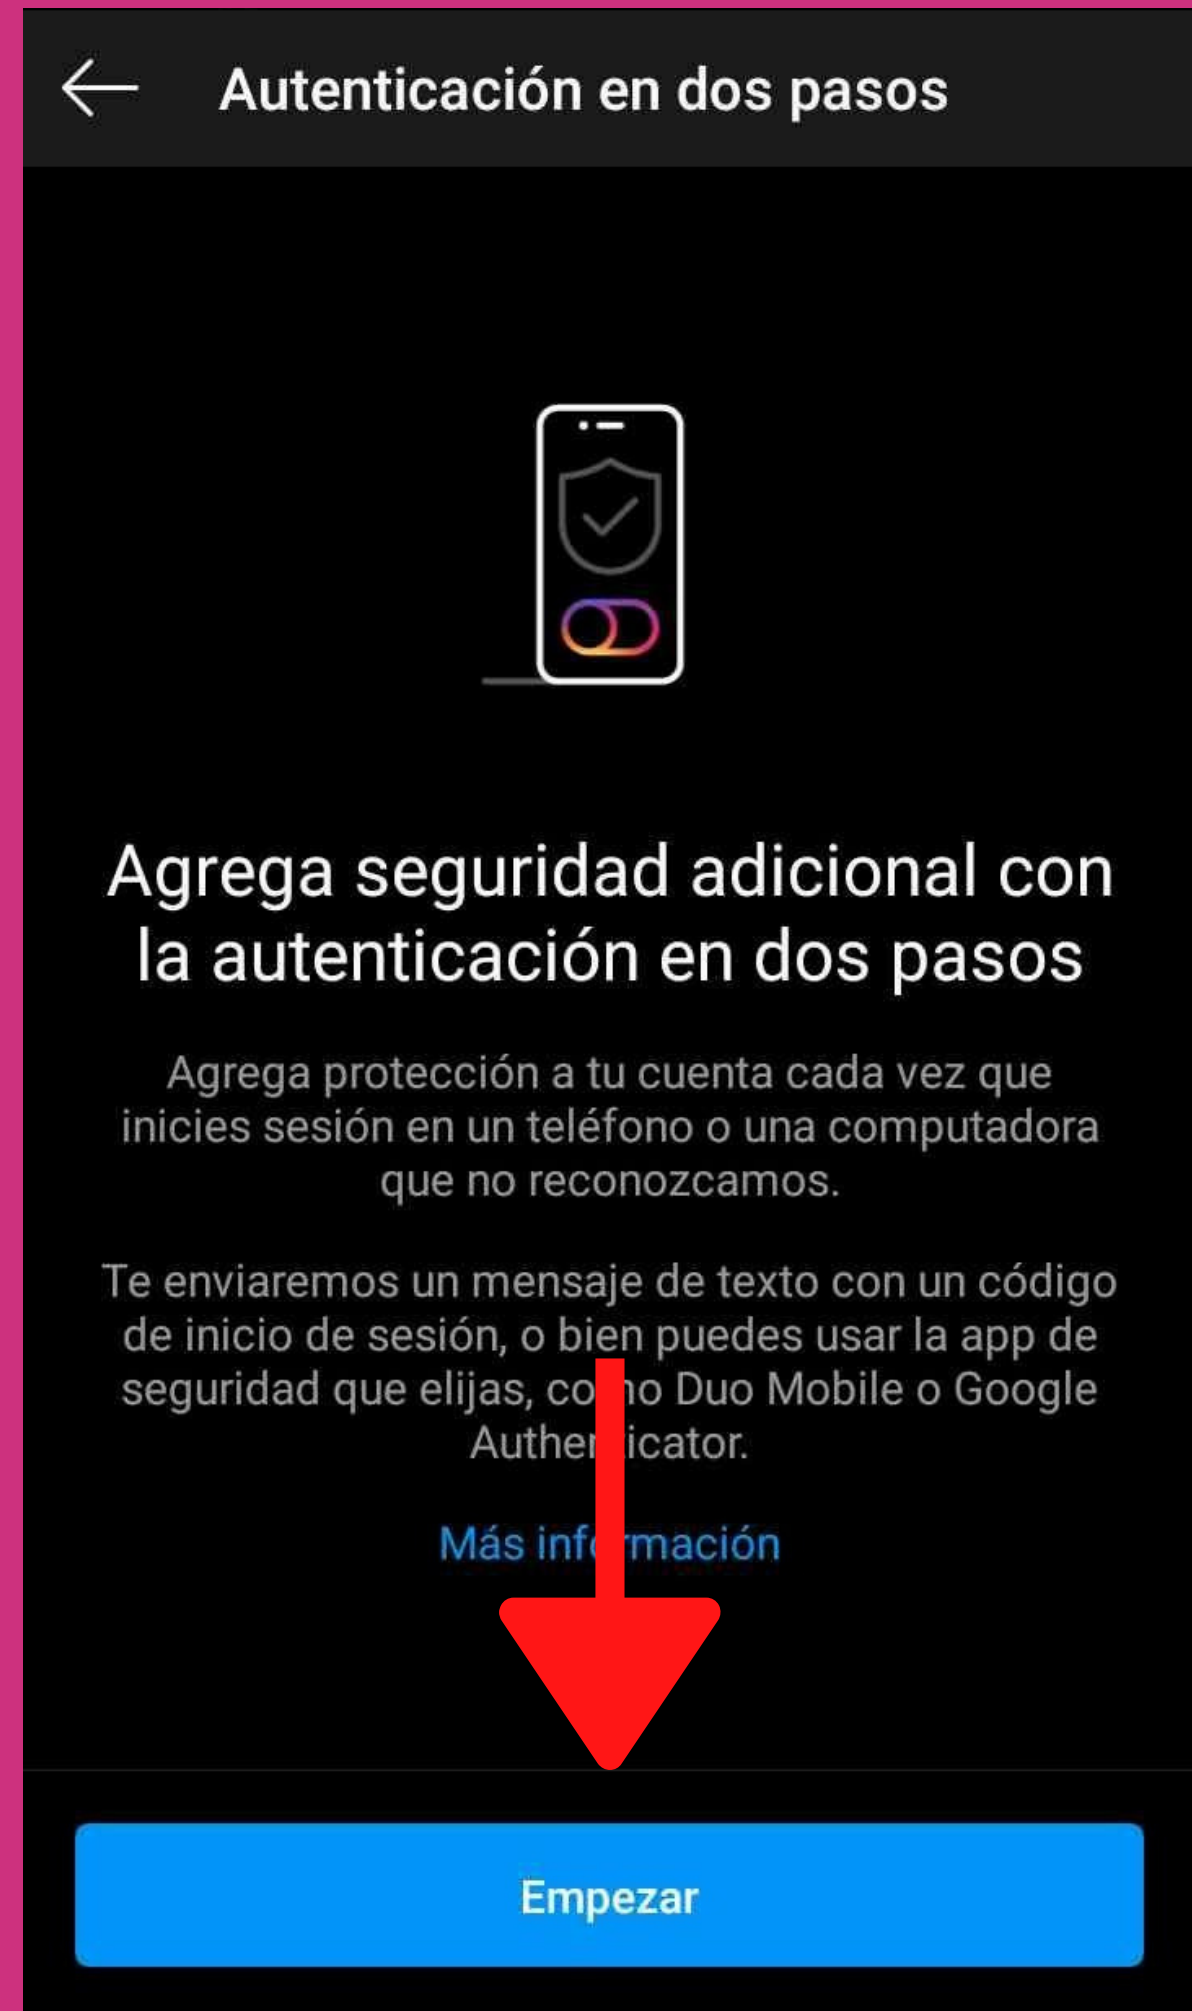 Autenticación en dos pasos
Agrega seguridad adicional con
la autenticación en dos pasos
Agrega protección a tu cuenta cada vez que
inicies sesión en un teléfono o una computadora
que no reconozcamos.
Te enviaremos un mensaje de texto con un código
de inicio de sesión, o bien puedes usar la app de
seguridad que elijas, como Duo Mobile o Google
Authenticator.
Más información
Empezar